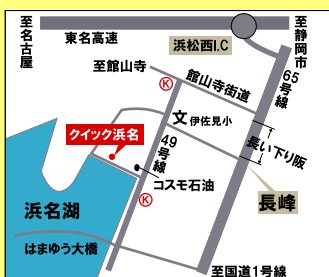 至名古屋
東名高速
浜松西I.C
至静岡市
至館山寺
館山寺街道
65号線
K
文 伊佐見小
長い下り阪
クイック浜名
49号線
コスモ石油
長峰
K
浜名湖
はまゆう大橋
至国道1号線